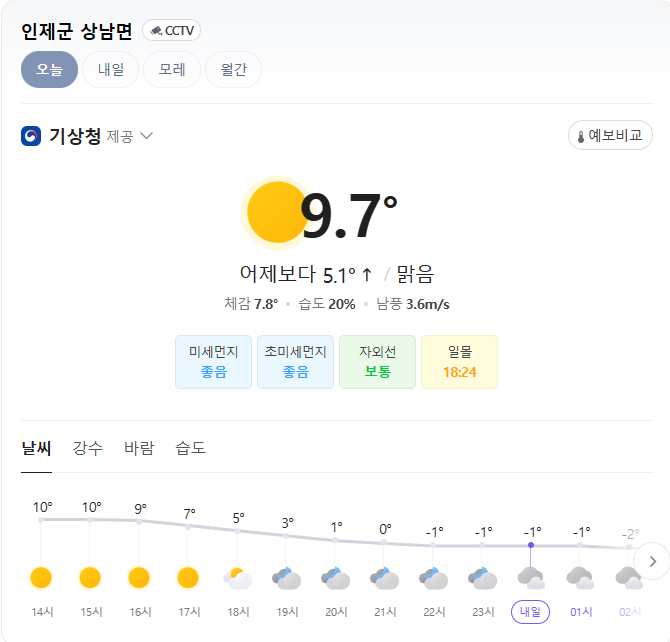 인제군 상남면 CCTV
오늘 내일 모레 월간
기상청 제공 예보비교
9.7°
어제보다 5.1° ↑ / 맑음
체감 7.8° 습도 20% 남풍 3.6m/s
미세먼지 초미세먼지 자외선 일몰
좋음 좋음 보통 18:24
날씨 강수 바람 습도
10° 10° 9° 7° 5° 3° 1° 0° -1° -1° -1° -1° -2°
14시 15시 16시 17시 18시 19시 20시 21시 22시 23시 내일 01시 02시